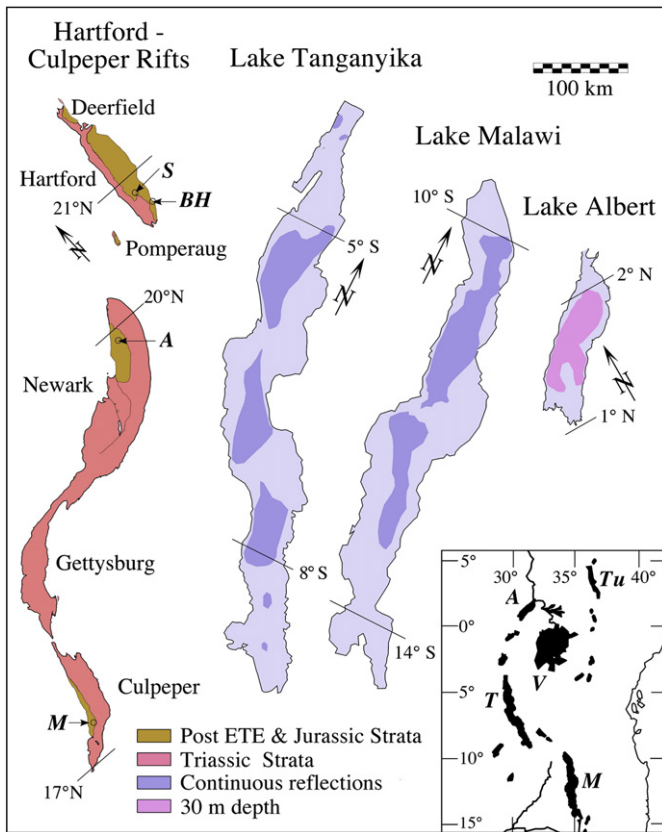 Hartford -
Culpeper Rifts
Lake Tanganyika
100 km
Deerfield
Lake Malawi
Hartford
S
BH
21°N
10° S
Lake Albert
N
Pomperaug
5° S
N
N
2° N
20°N
A
Newark
N
1° N
Gettysburg
8° S
14° S
Culpeper
M
17°N
Post ETE & Jurassic Strata
Triassic Strata
Continuous reflections
30 m depth
30° 35° 40°
5°
Tu
A
0°
V
-5°
T
-10°
M
-15°